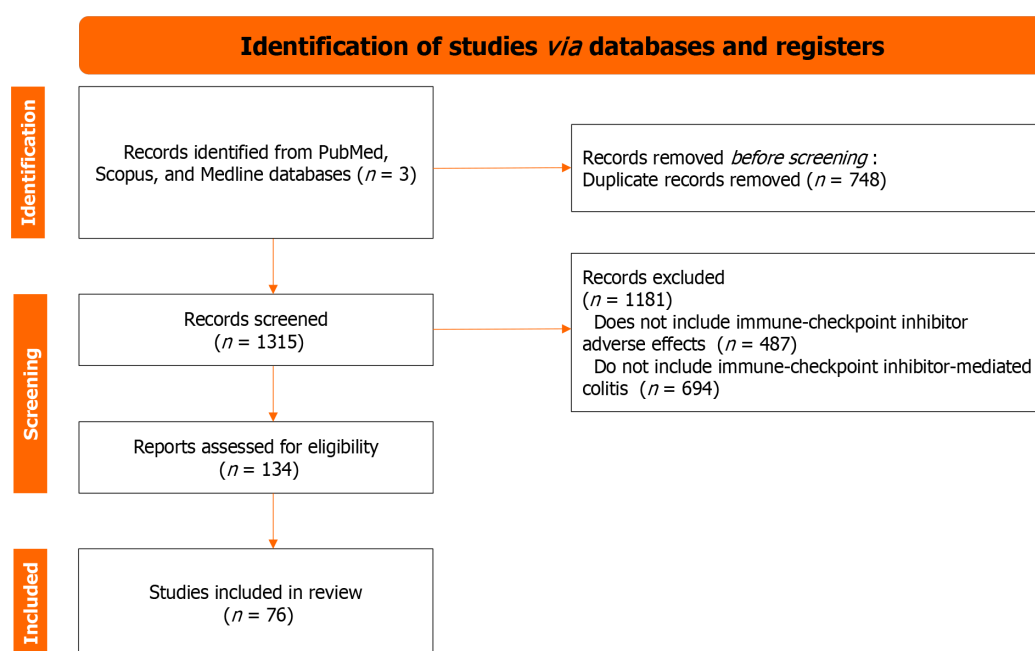 Identification of studies via databases and registers
Identification
Records identified from PubMed,
Scopus, and Medline databases (n = 3)
Records removed before screening :
Duplicate records removed (n = 748)
Screening
Records screened
(n = 1315)
Records excluded
(n = 1181)
Does not include immune-checkpoint inhibitor
adverse effects (n = 487)
Do not include immune-checkpoint inhibitor-mediated
colitis (n = 694)
Reports assessed for eligibility
(n = 134)
Included
Studies included in review
(n = 76)